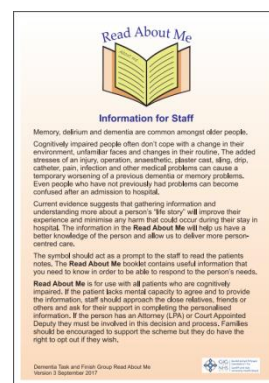 Read About Me
Information for Staff
Memory, delirium and dementia are common amongst older people.
Cognitively impaired people often don't cope with a change in their
environment, unfamiliar faces and changes in their routine. The added
stresses of an injury, operation, anaesthetic, plaster cast, sling, drip,
catheter, pain, infection and other medical problems can cause a
temporary worsening of a previous dementia or memory problems.
Even people who have not previously had problems can become
confused after an admission to hospital.
Current evidence suggests that gathering information and
understanding more about a person's 'life story' will improve their
experience and minimise any harm that could occur during their stay in
hospital. The information in the Read About Me will help us have a
better knowledge of the person and allow us to deliver more person-
centred care.
The symbol should act as a prompt to the staff to read the patients
notes. The Read About Me booklet contains useful information that
you need to know in order to be able to respond to the person's needs.
Read About Me is for use with all patients who are cognitively
impaired. If the patient lacks mental capacity to agree and to provide
the information, staff should approach the close relatives, friends or
others and ask for their support in completing the personalised
information. If the person has an Attorney (LPA) or Court Appointed
Deputy they must be involved in this decision and process. Families
should be encouraged to support the scheme but they do have the
right to opt out if they wish.
Dementia Task and Finish Group Read About Me
Version 3 September 2017
GIG
NHS